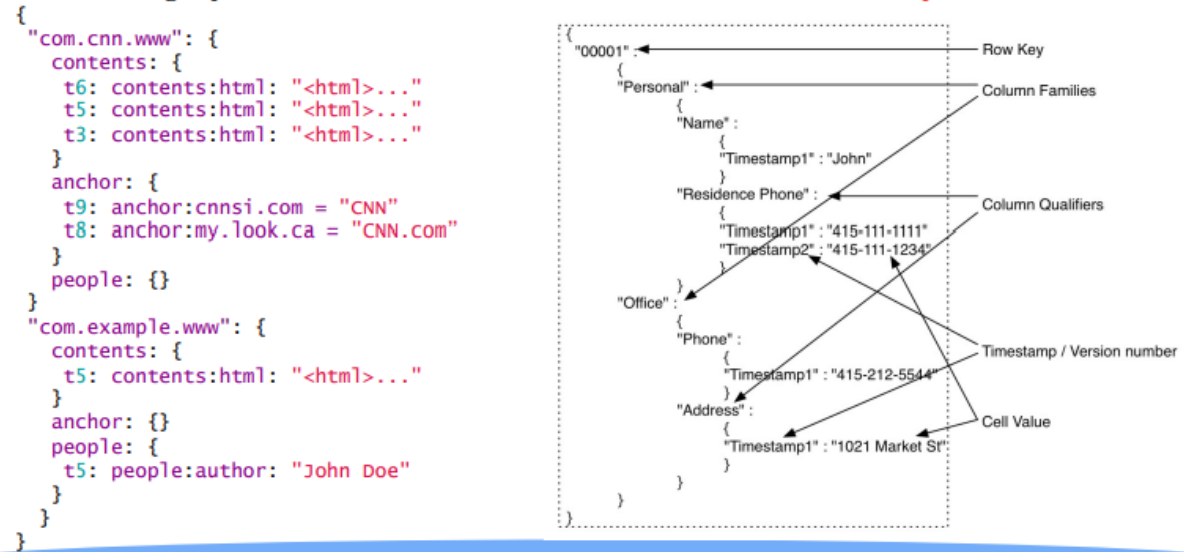 {
"com.cnn.www": {
contents: {
t6: contents:html: "<html>..."
t5: contents:html: "<html>..."
t3: contents:html: "<html>..."
}
anchor: {
t9: anchor:cnnsi.com = "CNN"
t8: anchor:my.look.ca = "CNN.com"
}
people: {}
}
"com.example.www": {
contents: {
t5: contents:html: "<html>..."
}
anchor: {}
people: {
t5: people:author: "John Doe"
}
}
}
{
"00001" :
{
"Personal" :
{
"Name" :
{
"Timestamp1" : "John"
}
"Residence Phone" :
{
"Timestamp1" : "415-111-1111"
"Timestamp2" : "415-111-1234"
}
}
"Office" :
{
"Phone" :
{
"Timestamp1" : "415-212-5544"
}
"Address" :
{
"Timestamp1" : "1021 Market St"
}
}
}
}
Row Key
Column Families
Column Qualifiers
Timestamp / Version number
Cell Value